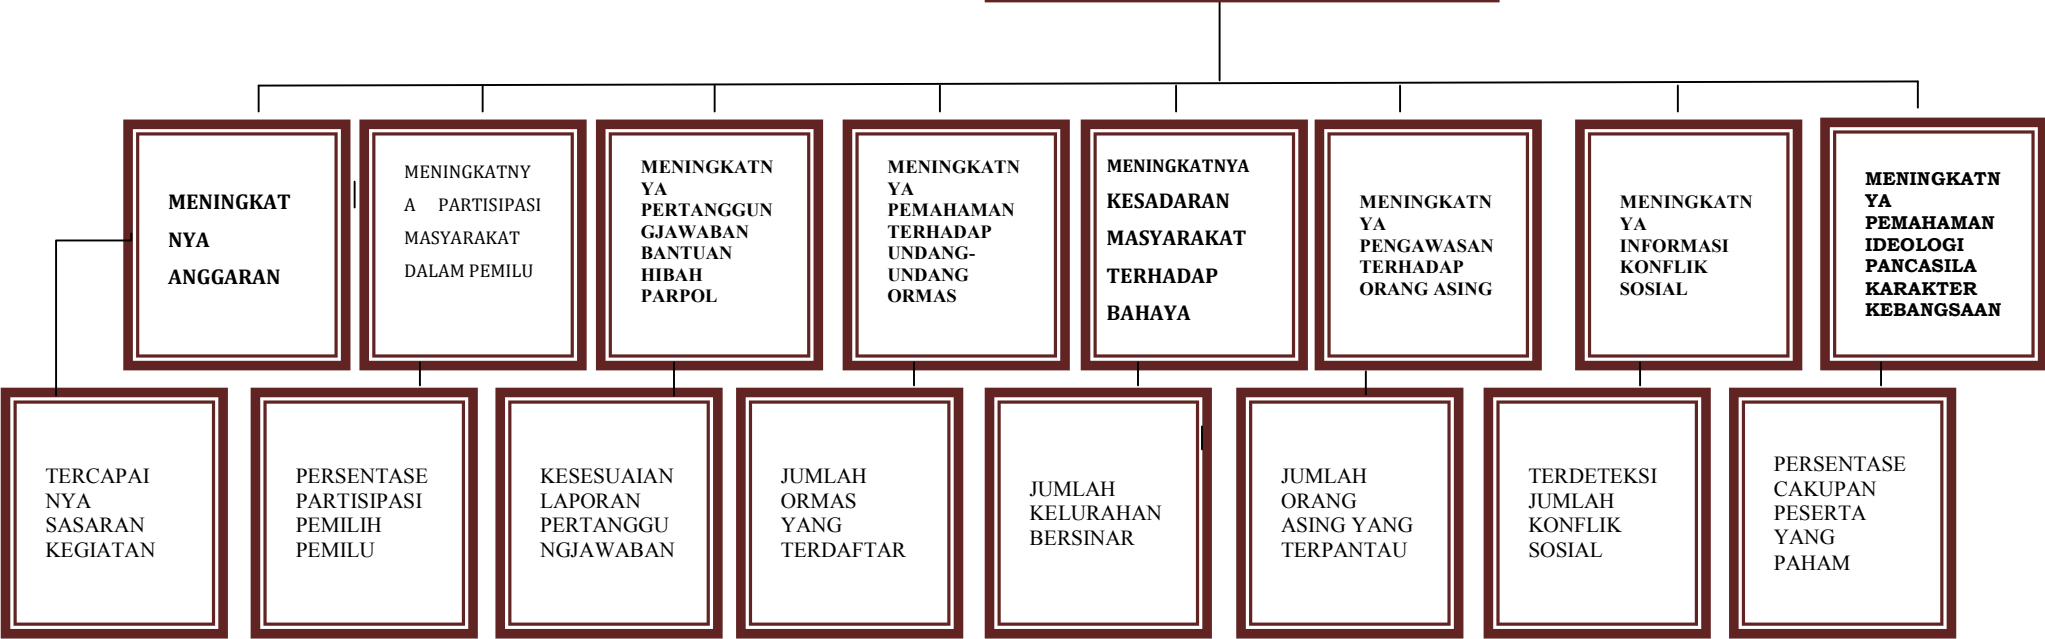 MENINGKAT
NYA
ANGGARAN
MENINGKATNY
A PARTISIPASI
MASYARAKAT
DALAM PEMILU
MENINGKATN
YA
PERTANGGUN
GJAWABAN
BANTUAN
HIBAH
PARPOL
MENINGKATN
YA
PEMAHAMAN
TERHADAP
UNDANG-
UNDANG
ORMAS
MENINGKATNYA
KESADARAN
MASYARAKAT
TERHADAP
BAHAYA
MENINGKATN
YA
PENGAWASAN
TERHADAP
ORANG ASING
MENINGKATN
YA
INFORMASI
KONFLIK
SOSIAL
MENINGKATN
YA
PEMAHAMAN
IDEOLOGI
PANCASILA
KARAKTER
KEBANGSAAN
TERCAPAI
NYA
SASARAN
KEGIATAN
PERSENTASE
PARTISIPASI
PEMILIH
PEMILU
KESESUAIAN
LAPORAN
PERTANGGU
NGJAWABAN
JUMLAH
ORMAS
YANG
TERDAFTAR
JUMLAH
KELURAHAN
BERSINAR
JUMLAH
ORANG
ASING YANG
TERPANTAU
TERDETEKSI
JUMLAH
KONFLIK
SOSIAL
PERSENTASE
CAKUPAN
PESERTA
YANG
PAHAM